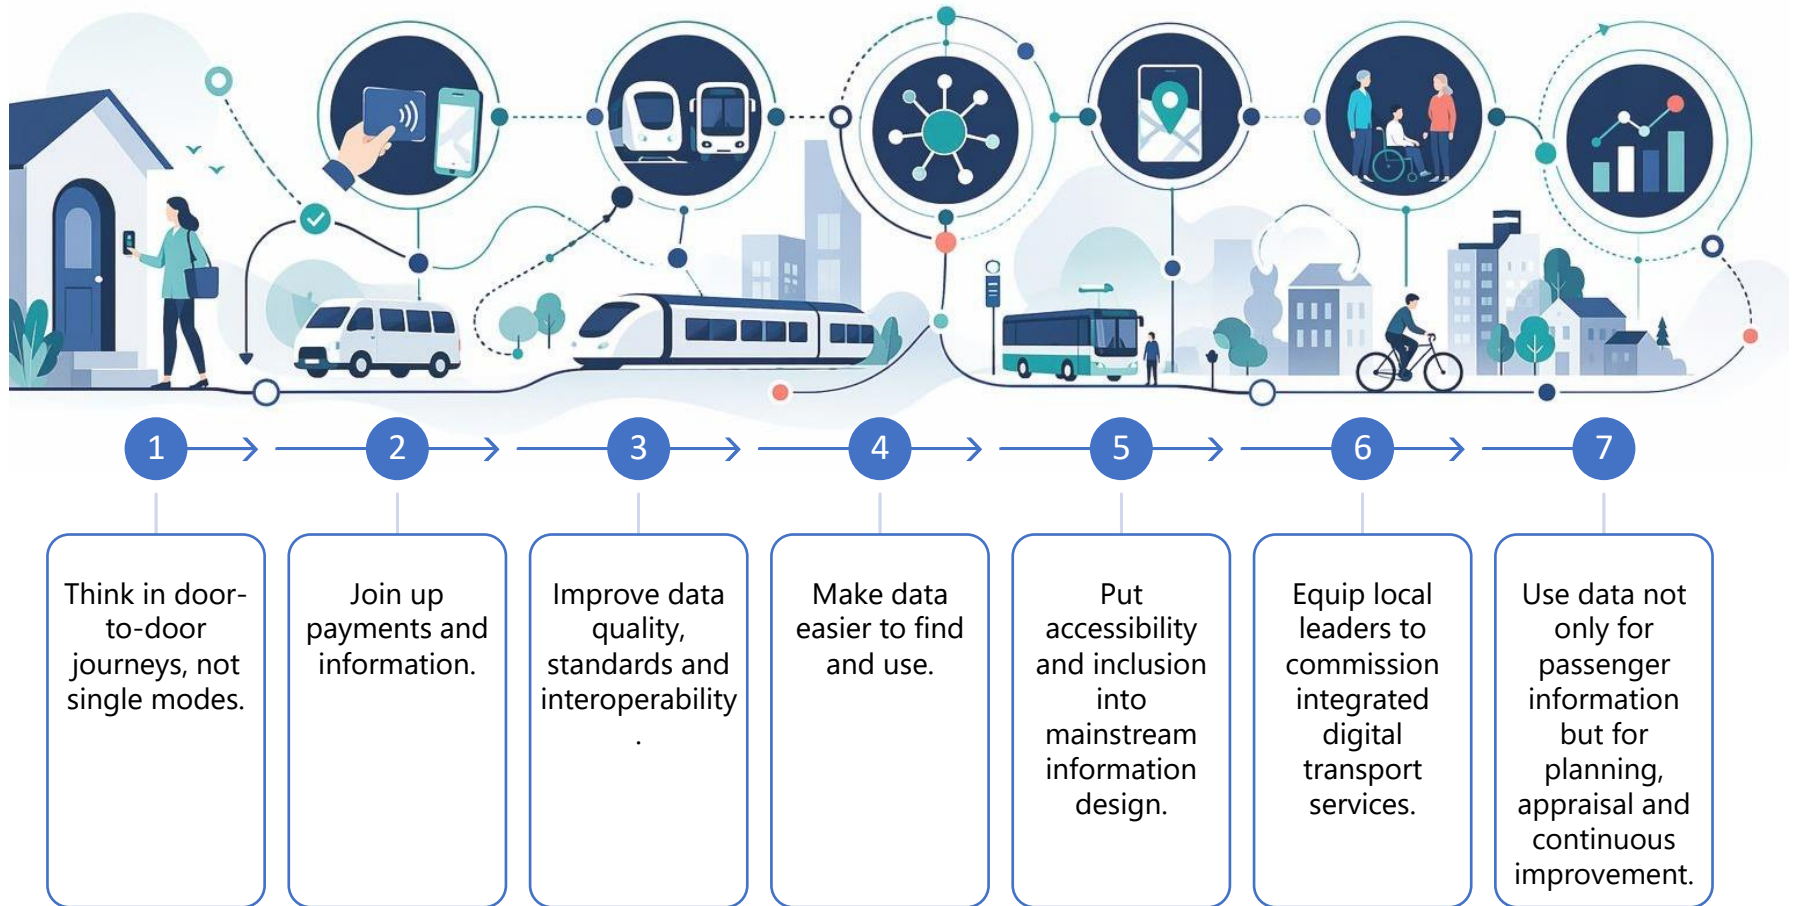 1
2
3
4
5
6
7
Think in door-
to-door
journeys, not
single modes.
Join up
payments and
information.
Improve data
quality,
standards and
interoperability
.
Make data
easier to find
and use.
Put
accessibility
and inclusion
into
mainstream
information
design.
Equip local
leaders to
commission
integrated
digital
transport
services.
Use data not
only for
passenger
information
but for
planning,
appraisal and
continuous
improvement.